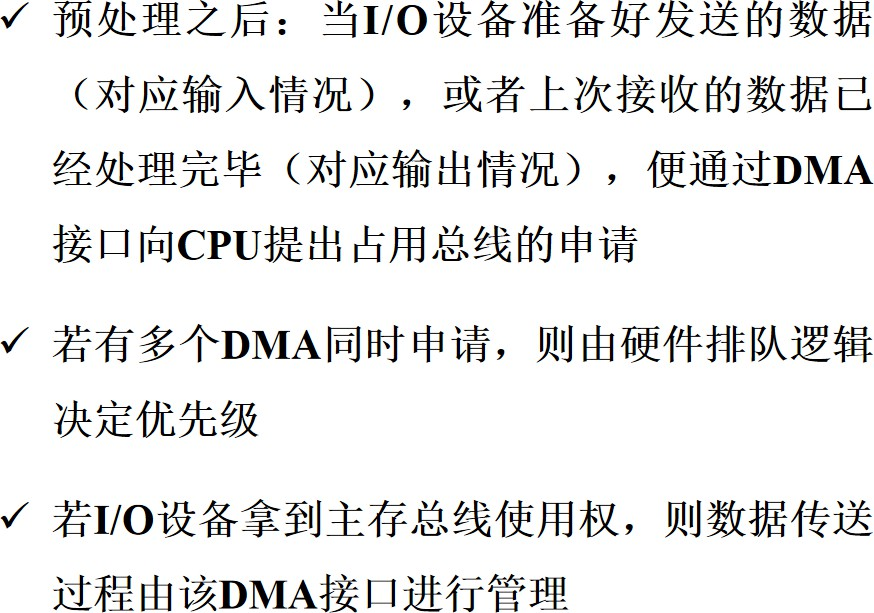 ✓ 预处理之后：当I/O设备准备好发送的数据
（对应输入情况），或者上次接收的数据已
经处理完毕（对应输出情况），便通过DMA
接口向CPU提出占用总线的申请
✓ 若有多个DMA同时申请，则由硬件排队逻辑
决定优先级
✓ 若I/O设备拿到主存总线使用权，则数据传送
过程由该DMA接口进行管理